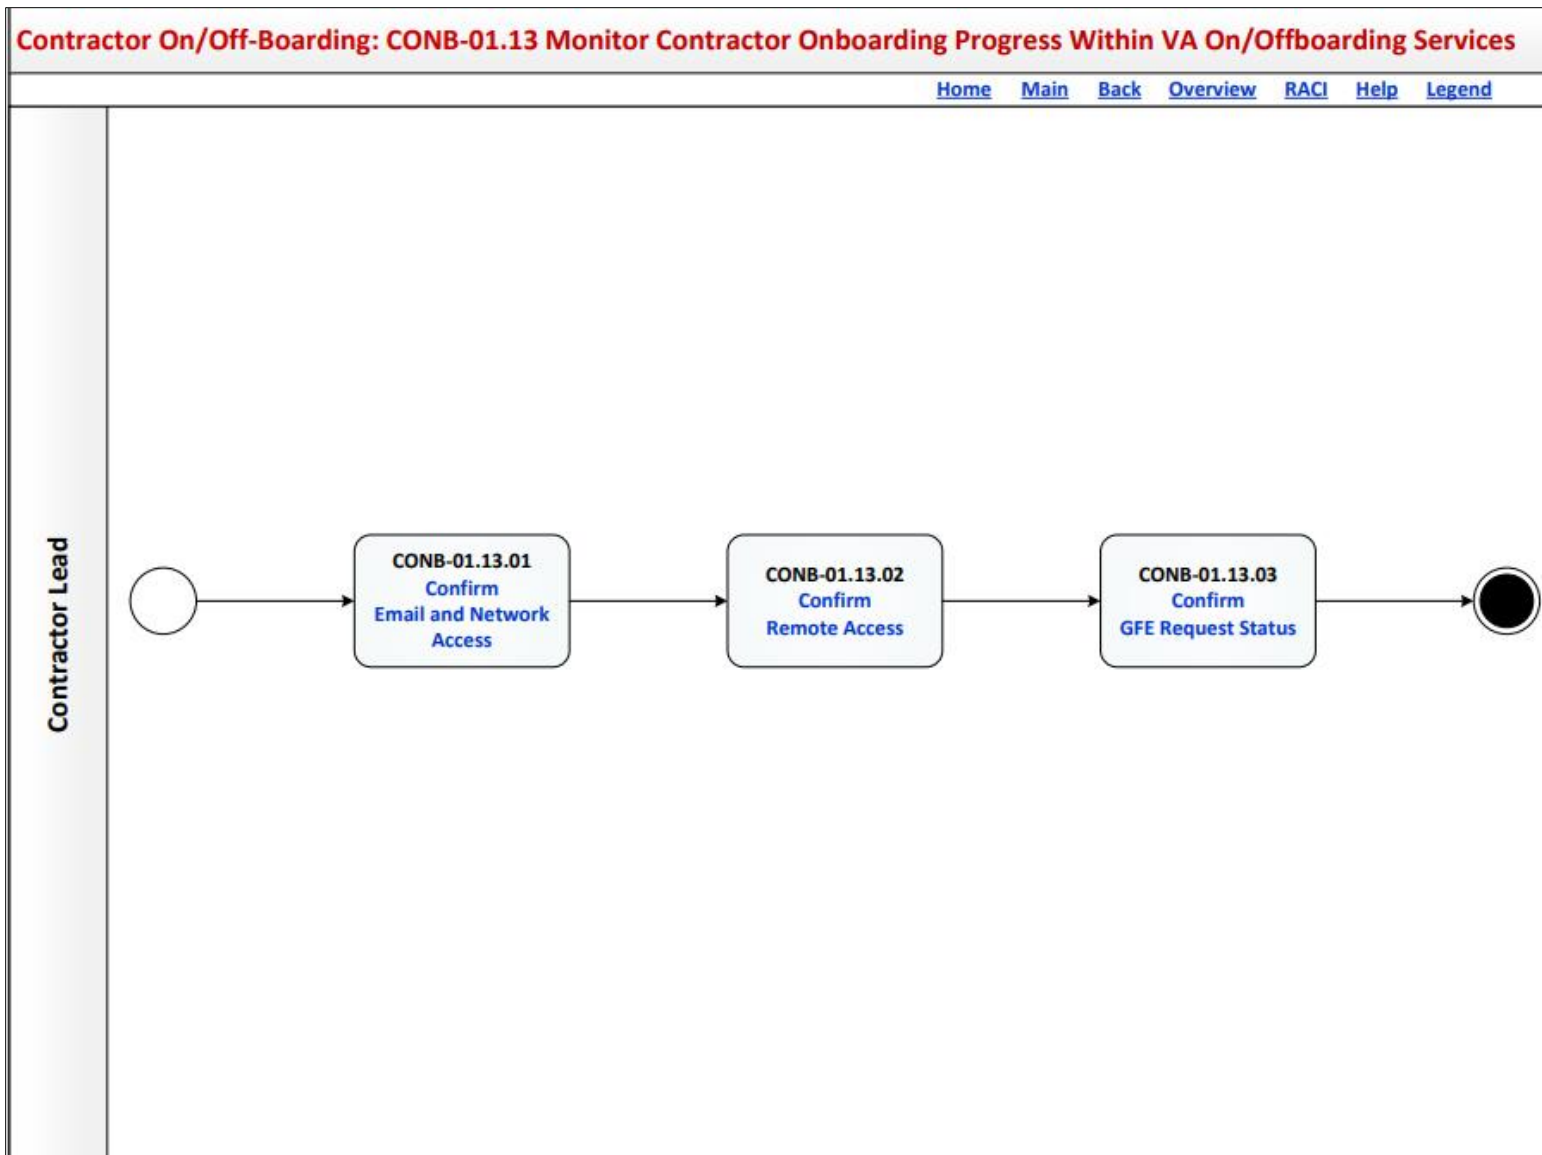 Contractor On/Off-Boarding: CONB-01.13 Monitor Contractor Onboarding Progress Within VA On/Offboarding Services
Home Main Back Overview RACI Help Legend
Contractor Lead
CONB-01.13.01
Confirm
Email and Network
Access
CONB-01.13.02
Confirm
Remote Access
CONB-01.13.03
Confirm
GFE Request Status